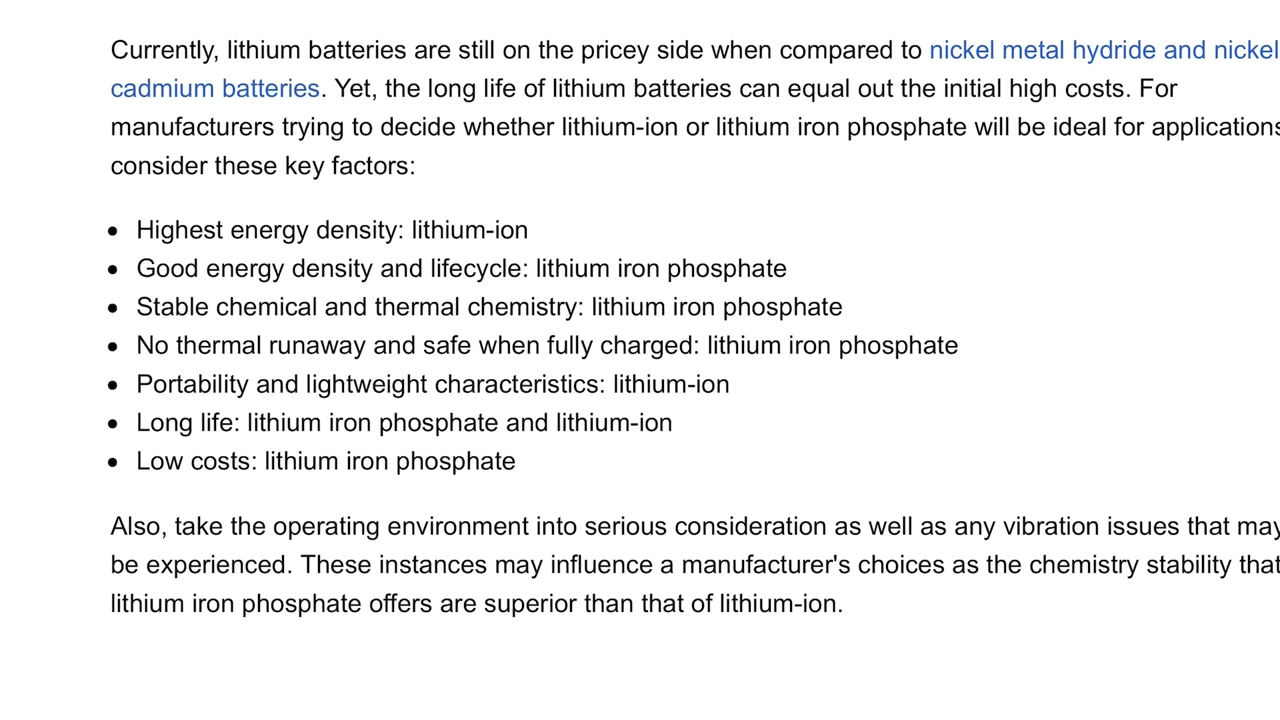 Currently, lithium batteries are still on the pricey side when compared to nickel metal hydride and nickel
cadmium batteries. Yet, the long life of lithium batteries can equal out the initial high costs. For
manufacturers trying to decide whether lithium-ion or lithium iron phosphate will be ideal for applications
consider these key factors:
• Highest energy density: lithium-ion
• Good energy density and lifecycle: lithium iron phosphate
• Stable chemical and thermal chemistry: lithium iron phosphate
• No thermal runaway and safe when fully charged: lithium iron phosphate
• Portability and lightweight characteristics: lithium-ion
• Long life: lithium iron phosphate and lithium-ion
• Low costs: lithium iron phosphate
Also, take the operating environment into serious consideration as well as any vibration issues that may
be experienced. These instances may influence a manufacturer's choices as the chemistry stability that
lithium iron phosphate offers are superior than that of lithium-ion.